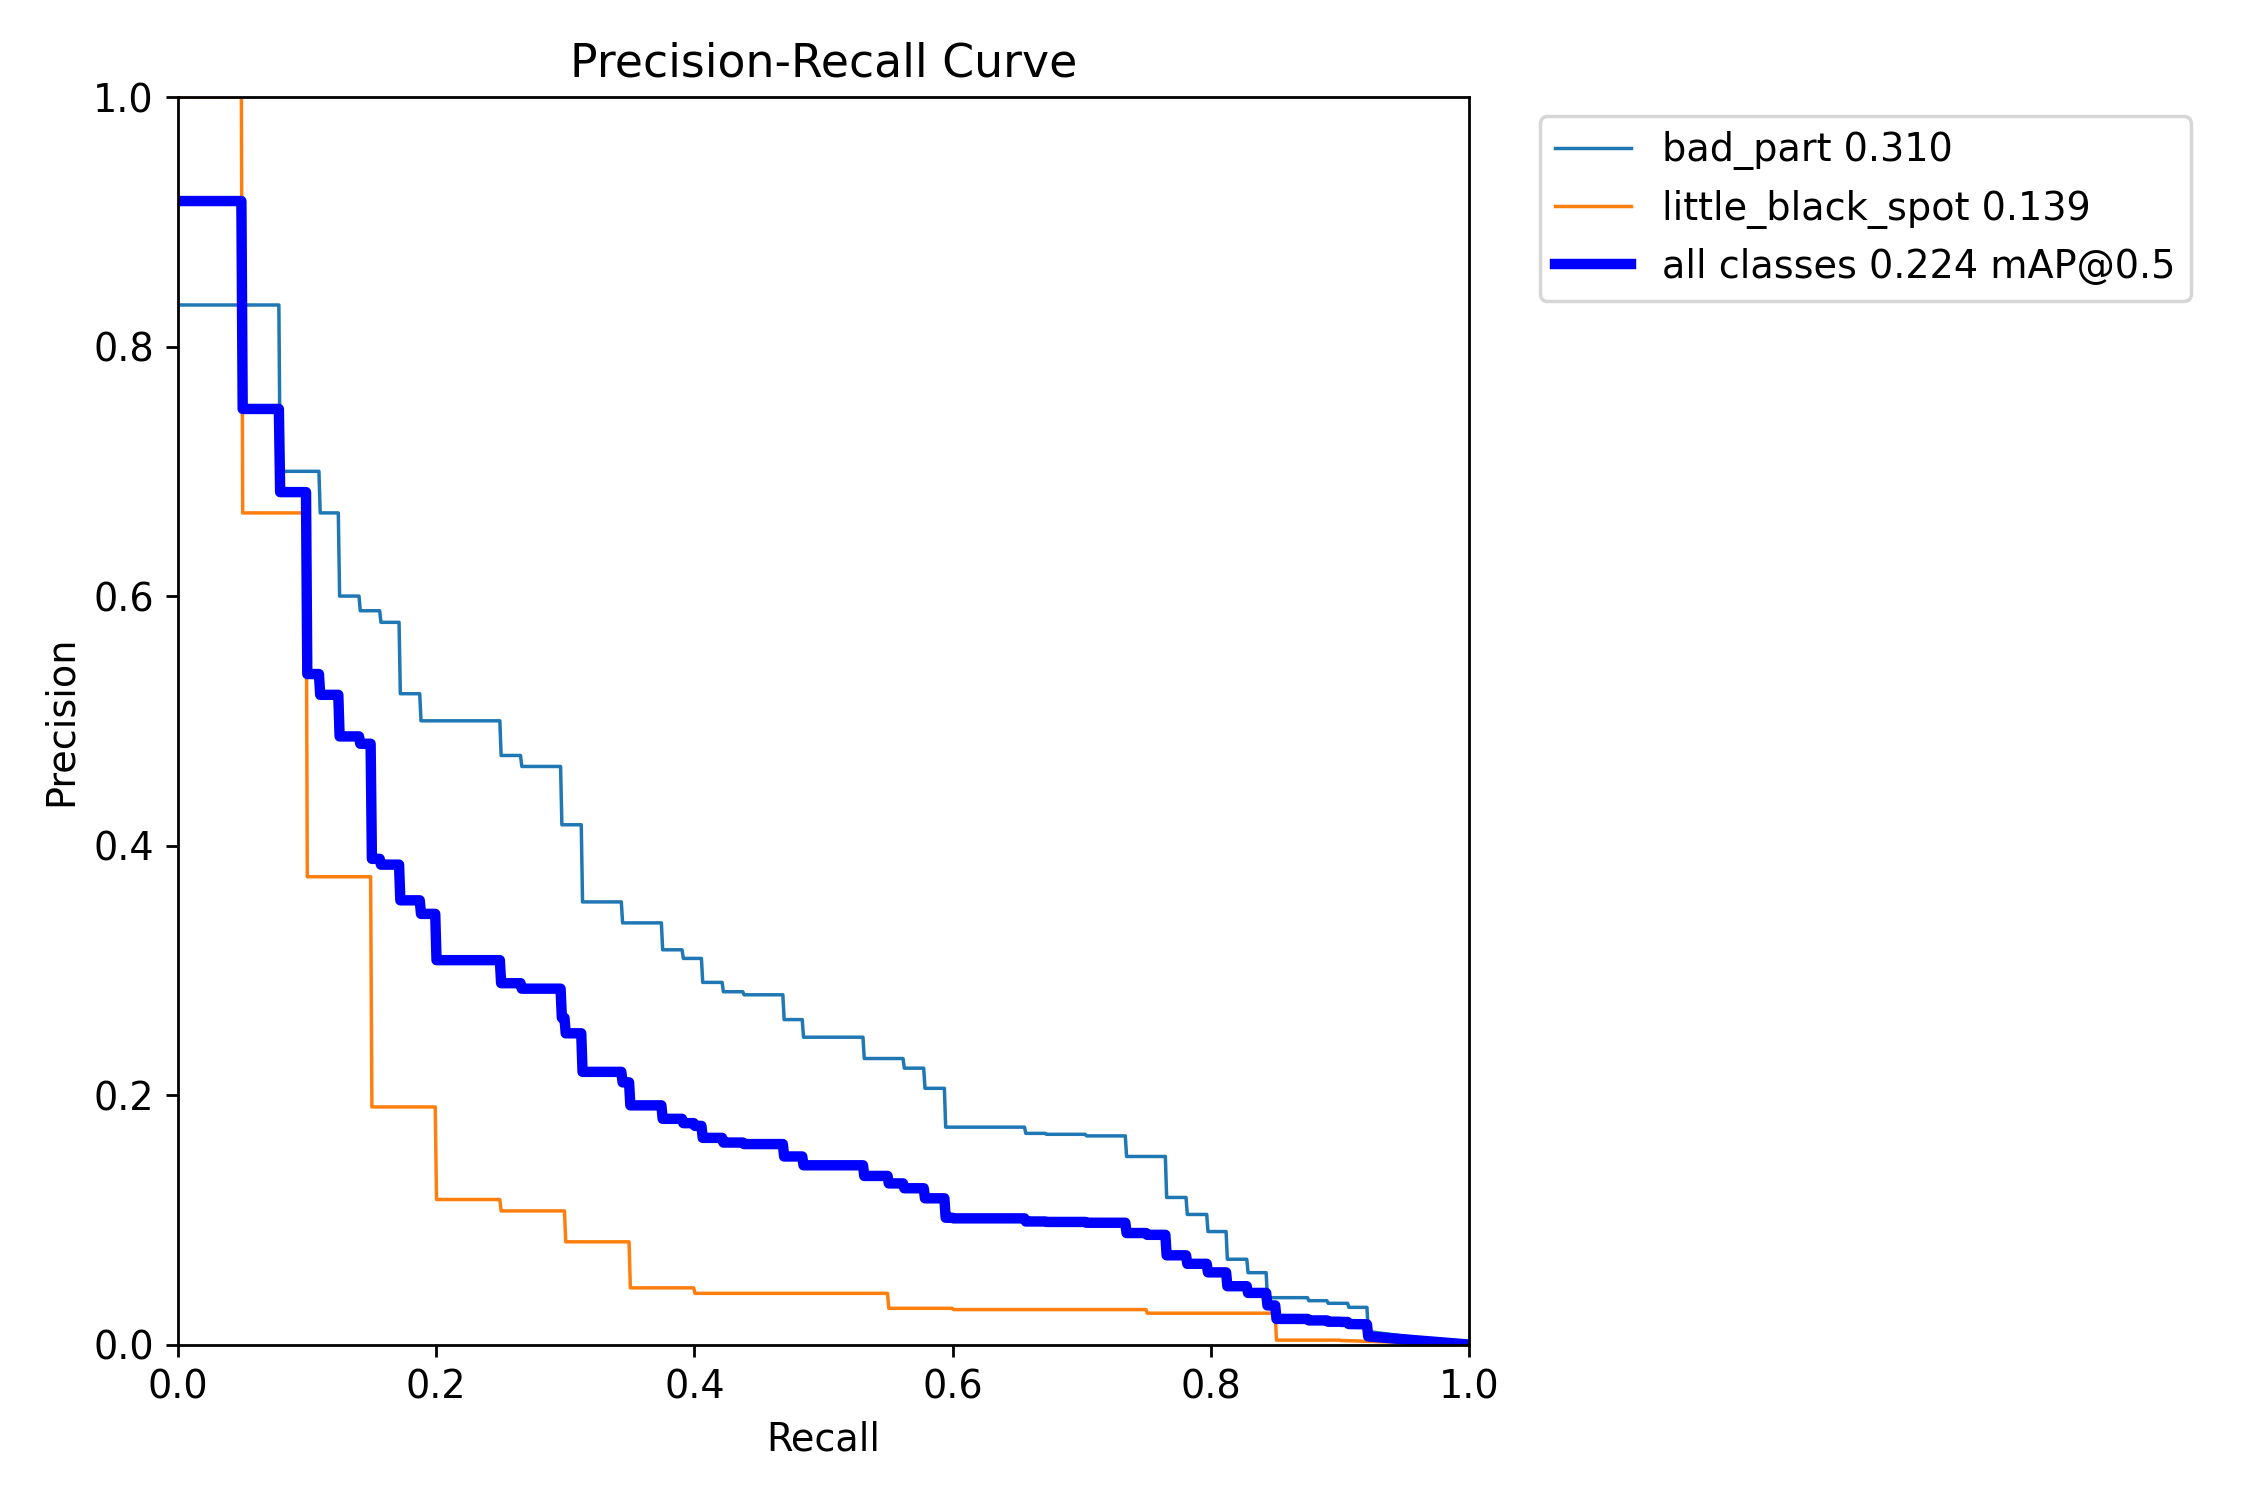 Precision-Recall Curve
1.0
0.8
0.6
0.4
0.2
0.0
Precision
0.0 0.2 0.4 0.6 0.8 1.0
Recall
bad_part 0.310
little_black_spot 0.139
all classes 0.224 mAP@0.5